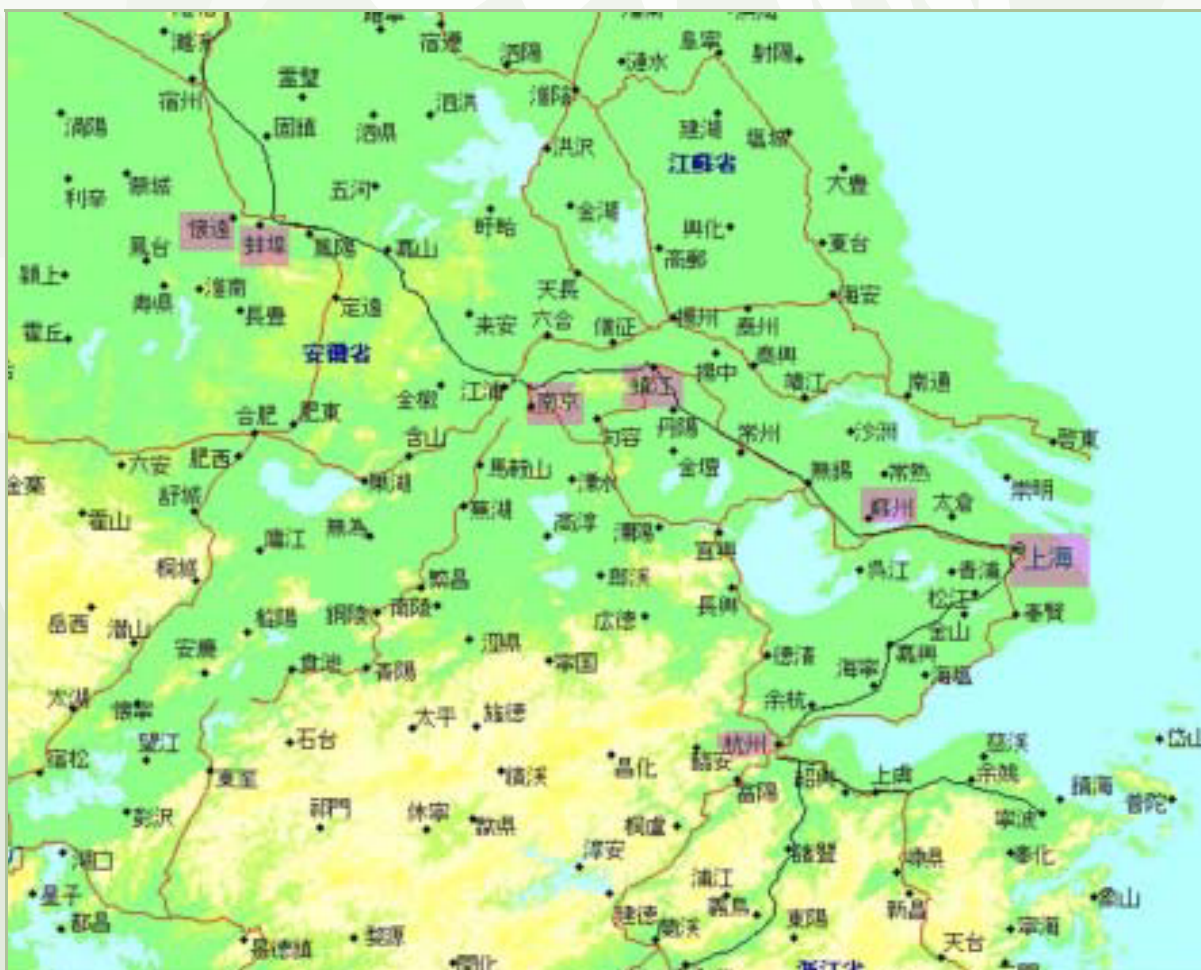 宿遷
泗陽
漣水
阜寧
射陽
宿州
霊璧
泗洪
淮陰
渦陽
固鎮
泗県
建湖
塩城
洪沢
江蘇省
利辛
蒙城
五河
大豊
懐遠
蚌埠
鳳陽
嘉山
盱眙
金湖
興化
高郵
東台
鳳台
潁上
寿県
淮南
長豊
定遠
天長
海安
霍丘
来安
六合
儀征
揚州
泰州
安徽省
全椒
江浦
南京
鎮江
揚中
泰興
靖江
南通
合肥
肥東
句容
丹陽
常州
沙洲
啓東
六安
肥西
含山
馬鞍山
溧水
金壇
無錫
常熟
崇明
金寨
舒城
巣湖
霍山
蕪湖
高淳
溧陽
宜興
蘇州
太倉
上海
廬江
無為
桐城
繁昌
郎渓
長興
呉江
青浦
松江
岳西
潜山
樅陽
銅陵
南陵
広徳
金山
奉賢
安慶
貴池
青陽
涇県
寧国
徳清
海寧
嘉興
海塩
太湖
懐寧
余杭
望江
石台
太平
旌徳
杭州
臨安
慈渓
岱山
宿松
東至
績渓
昌化
富陽
紹興
上虞
余姚
鎮海
普陀
彭沢
祁門
休寧
歙県
桐廬
寧波
湖口
淳安
諸曁
嵊県
奉化
星子
浦江
義烏
新昌
象山
都昌
景徳鎮
婺源
建徳
蘭渓
東陽
天台
寧海
開化
浙江省